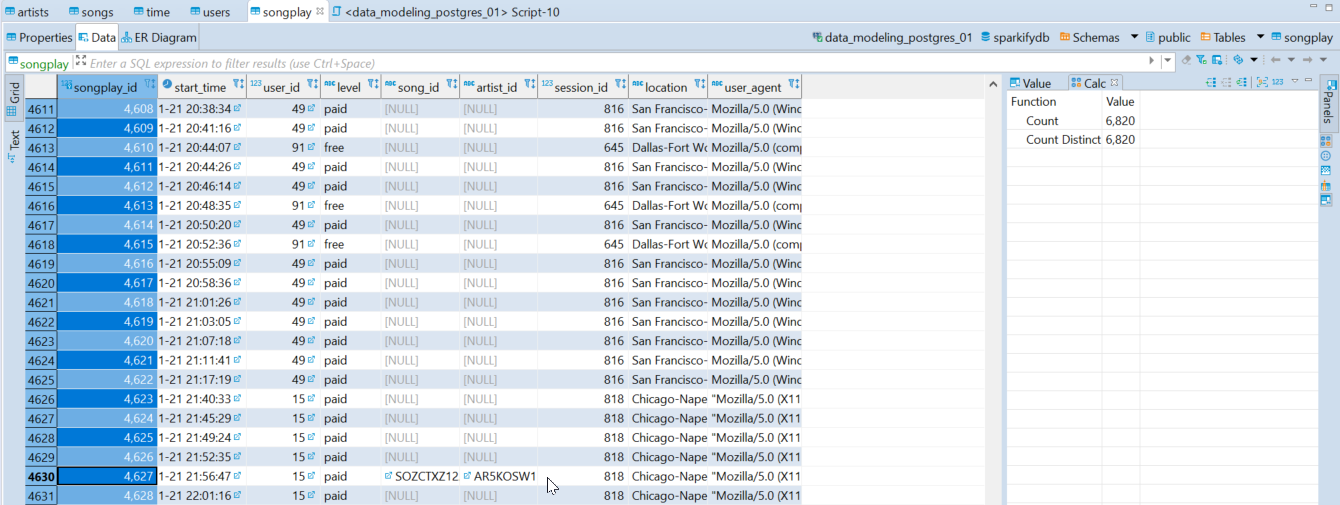 artists songs time users songplay <data_modeling_postgres_01> Script-10
Properties Data ER Diagram data_modeling_postgres_01 sparkifydb Schemas public Tables songplay
songplay Enter a SQL expression to filter results (use Ctrl+Space)
Grid
Text
123 songplay_id start_time 123 user_id ABC level ABC song_id ABC artist_id 123 session_id ABC location ABC user_agent
4611 4,608 1-21 20:38:34 49 paid [NULL] [NULL] 816 San Francisco- Mozilla/5.0 (Winc
4612 4,609 1-21 20:41:16 49 paid [NULL] [NULL] 816 San Francisco- Mozilla/5.0 (Winc
4613 4,610 1-21 20:44:07 91 free [NULL] [NULL] 645 Dallas-Fort Wc Mozilla/5.0 (com
4614 4,611 1-21 20:44:26 49 paid [NULL] [NULL] 816 San Francisco- Mozilla/5.0 (Winc
4615 4,612 1-21 20:46:14 49 paid [NULL] [NULL] 816 San Francisco- Mozilla/5.0 (Winc
4616 4,613 1-21 20:48:35 91 free [NULL] [NULL] 645 Dallas-Fort Wc Mozilla/5.0 (com
4617 4,614 1-21 20:50:20 49 paid [NULL] [NULL] 816 San Francisco- Mozilla/5.0 (Winc
4618 4,615 1-21 20:52:36 91 free [NULL] [NULL] 645 Dallas-Fort Wc Mozilla/5.0 (com
4619 4,616 1-21 20:55:09 49 paid [NULL] [NULL] 816 San Francisco- Mozilla/5.0 (Winc
4620 4,617 1-21 20:58:36 49 paid [NULL] [NULL] 816 San Francisco- Mozilla/5.0 (Winc
4621 4,618 1-21 21:01:26 49 paid [NULL] [NULL] 816 San Francisco- Mozilla/5.0 (Winc
4622 4,619 1-21 21:03:05 49 paid [NULL] [NULL] 816 San Francisco- Mozilla/5.0 (Winc
4623 4,620 1-21 21:07:18 49 paid [NULL] [NULL] 816 San Francisco- Mozilla/5.0 (Winc
4624 4,621 1-21 21:11:41 49 paid [NULL] [NULL] 816 San Francisco- Mozilla/5.0 (Winc
4625 4,622 1-21 21:17:19 49 paid [NULL] [NULL] 816 San Francisco- Mozilla/5.0 (Winc
4626 4,623 1-21 21:40:33 15 paid [NULL] [NULL] 818 Chicago-Nape "Mozilla/5.0 (X11
4627 4,624 1-21 21:45:29 15 paid [NULL] [NULL] 818 Chicago-Nape "Mozilla/5.0 (X11
4628 4,625 1-21 21:49:24 15 paid [NULL] [NULL] 818 Chicago-Nape "Mozilla/5.0 (X11
4629 4,626 1-21 21:52:35 15 paid [NULL] [NULL] 818 Chicago-Nape "Mozilla/5.0 (X11
4630 4,627 1-21 21:56:47 15 paid SOZCTXZ12 AR5KOSW1 818 Chicago-Nape "Mozilla/5.0 (X11
4631 4,628 1-21 22:01:16 15 paid [NULL] [NULL] 818 Chicago-Nape "Mozilla/5.0 (X11
Value Calc 123
Function Value
Count 6,820
Count Distinct 6,820
Panels